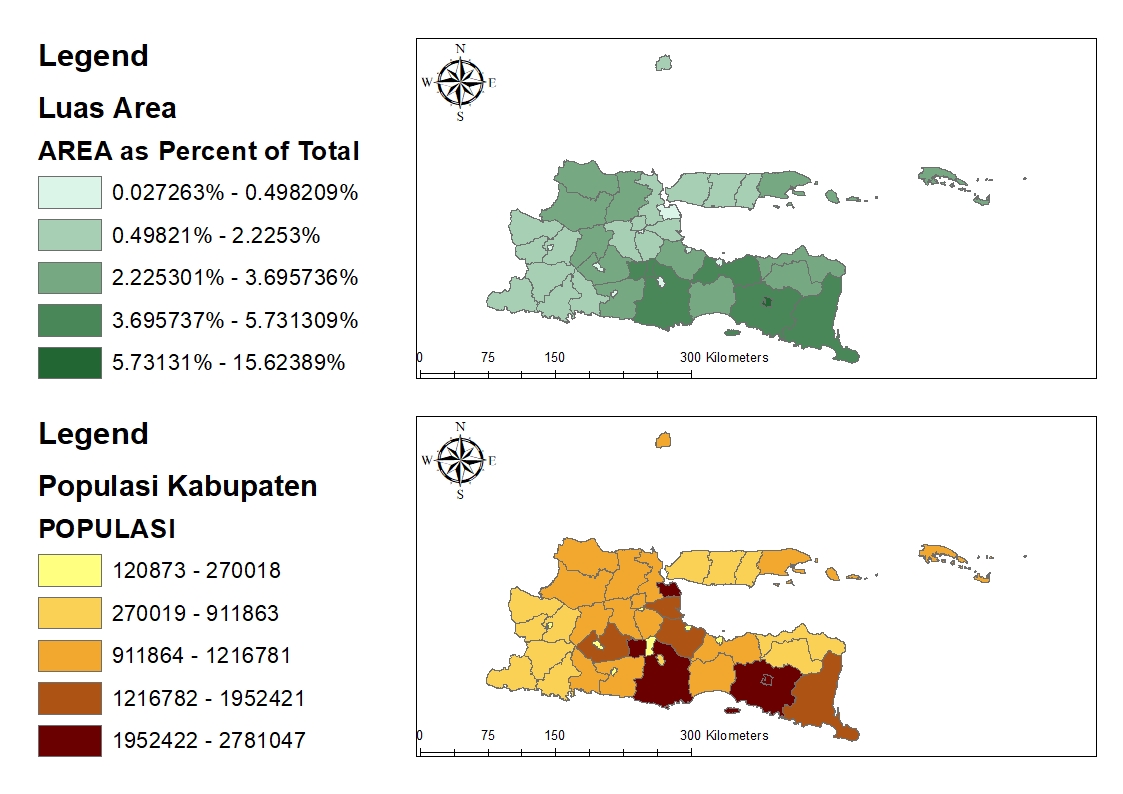 Legend
Luas Area
AREA as Percent of Total
0.027263% - 0.498209%
0.49821% - 2.2253%
2.225301% - 3.695736%
3.695737% - 5.731309%
5.73131% - 15.62389%
N
W E
S
0 75 150 300 Kilometers
Legend
Populasi Kabupaten
POPULASI
120873 - 270018
270019 - 911863
911864 - 1216781
1216782 - 1952421
1952422 - 2781047
N
W E
S
0 75 150 300 Kilometers